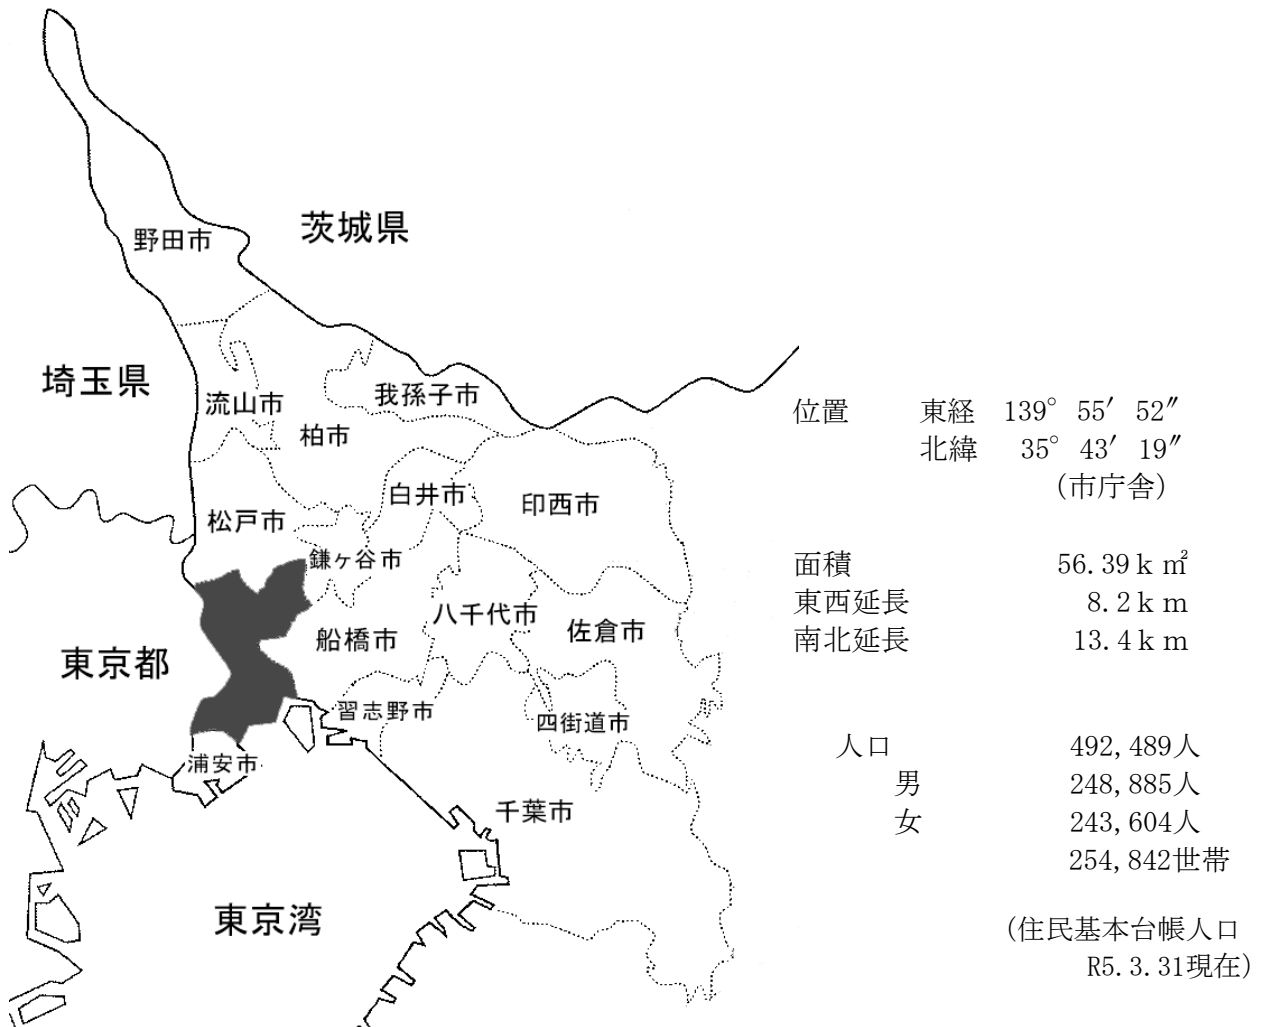 茨城県
野田市
埼玉県
流山市
我孫子市
柏市
白井市
印西市
松戸市
鎌ヶ谷市
八千代市
船橋市
佐倉市
東京都
習志野市
四街道市
浦安市
千葉市
東京湾
位置 東経 139° 55′ 52″
北緯 35° 43′ 19″
(市庁舎)
面積 56.39ｋ㎡
東西延長 8.2ｋｍ
南北延長 13.4ｋｍ
人口 492,489人
男 248,885人
女 243,604人
254,842世帯
(住民基本台帳人口
R5.3.31現在)